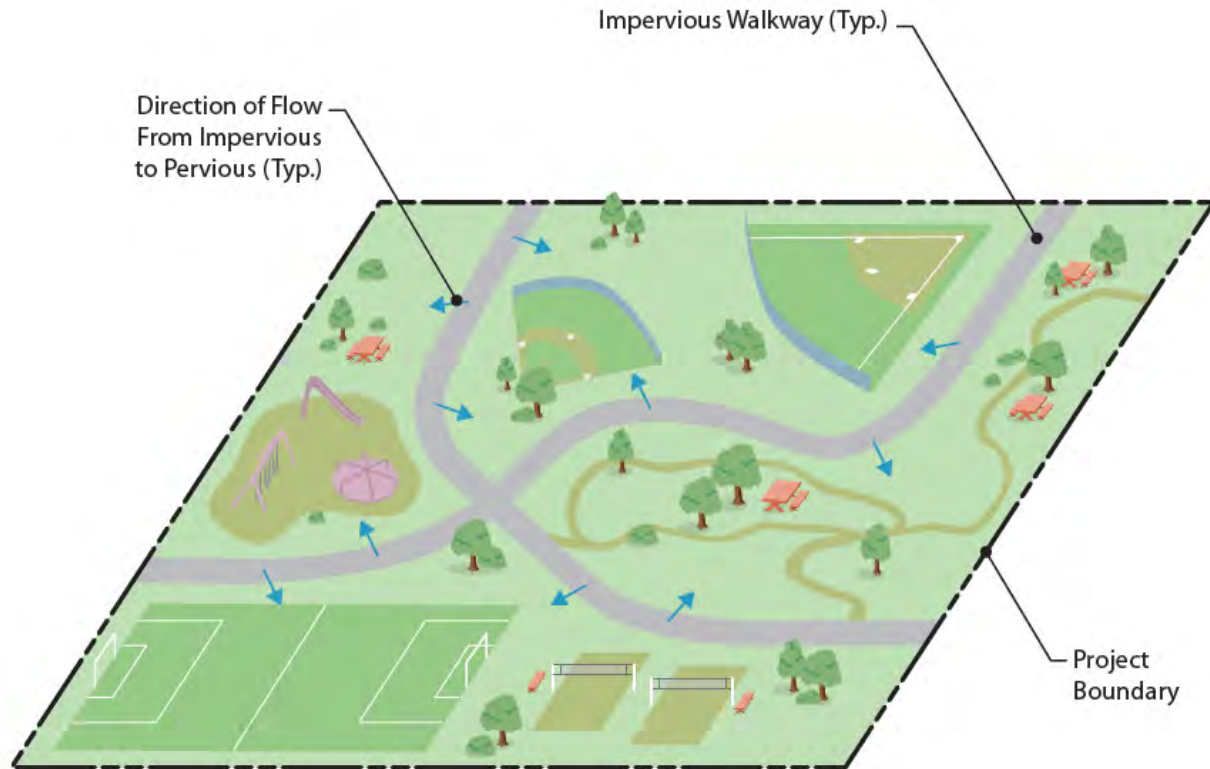 Impervious Walkway (Typ.)
Direction of Flow
From Impervious
to Pervious (Typ.)
Project
Boundary